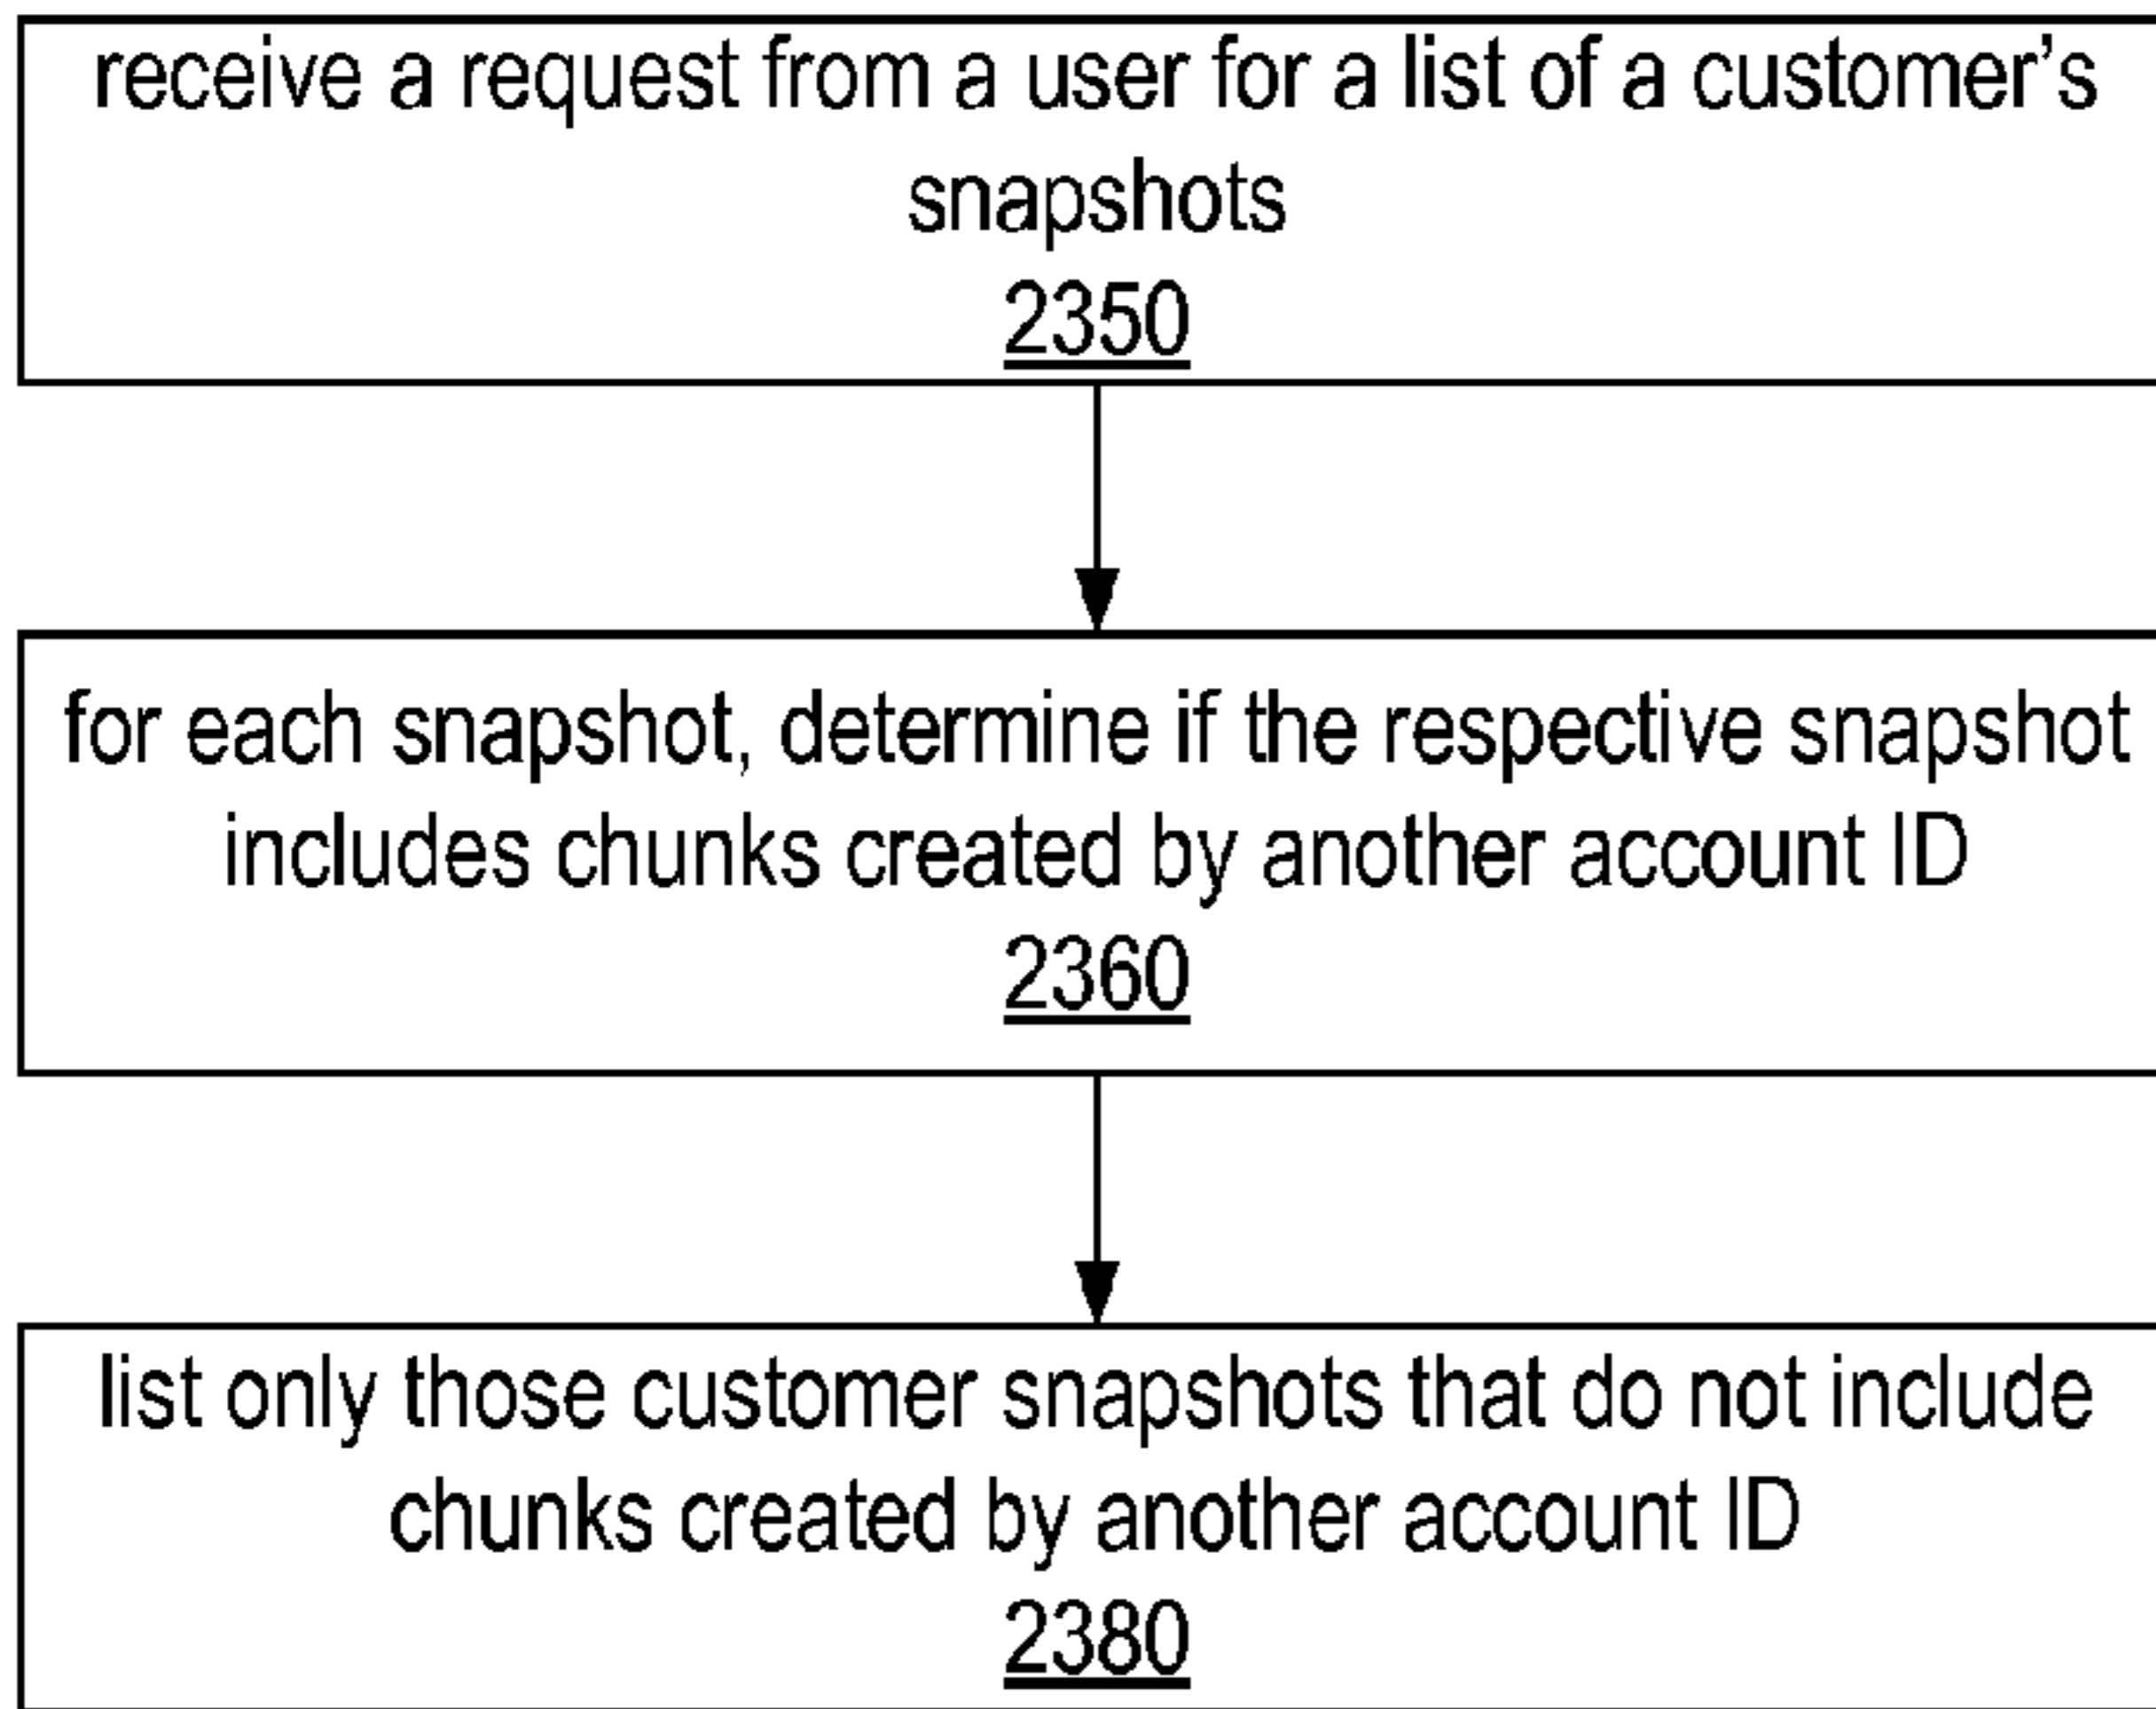 receive a request from a user for a list of a customer’s
snapshots
2350
for each snapshot, determine if the respective snapshot
includes chunks created by another account ID
2360
list only those customer snapshots that do not include
chunks created by another account ID
2380